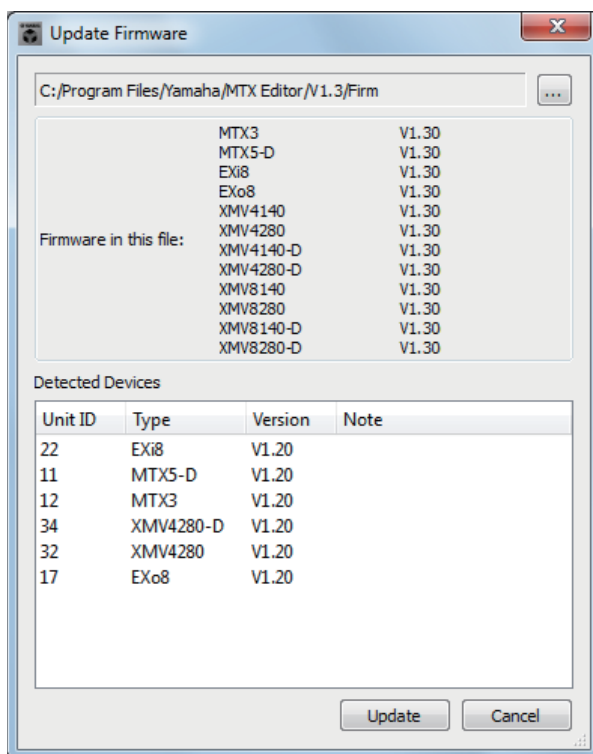 Update Firmware
C:/Program Files/Yamaha/MTX Editor/V1.3/Firm
...
Firmware in this file:
MTX3 V1.30
MTX5-D V1.30
EXi8 V1.30
EXo8 V1.30
XMV4140 V1.30
XMV4280 V1.30
XMV4140-D V1.30
XMV4280-D V1.30
XMV8140 V1.30
XMV8280 V1.30
XMV8140-D V1.30
XMV8280-D V1.30
Detected Devices
Unit ID Type Version Note
22 EXi8 V1.20
11 MTX5-D V1.20
12 MTX3 V1.20
34 XMV4280-D V1.20
32 XMV4280 V1.20
17 EXo8 V1.20
Update Cancel